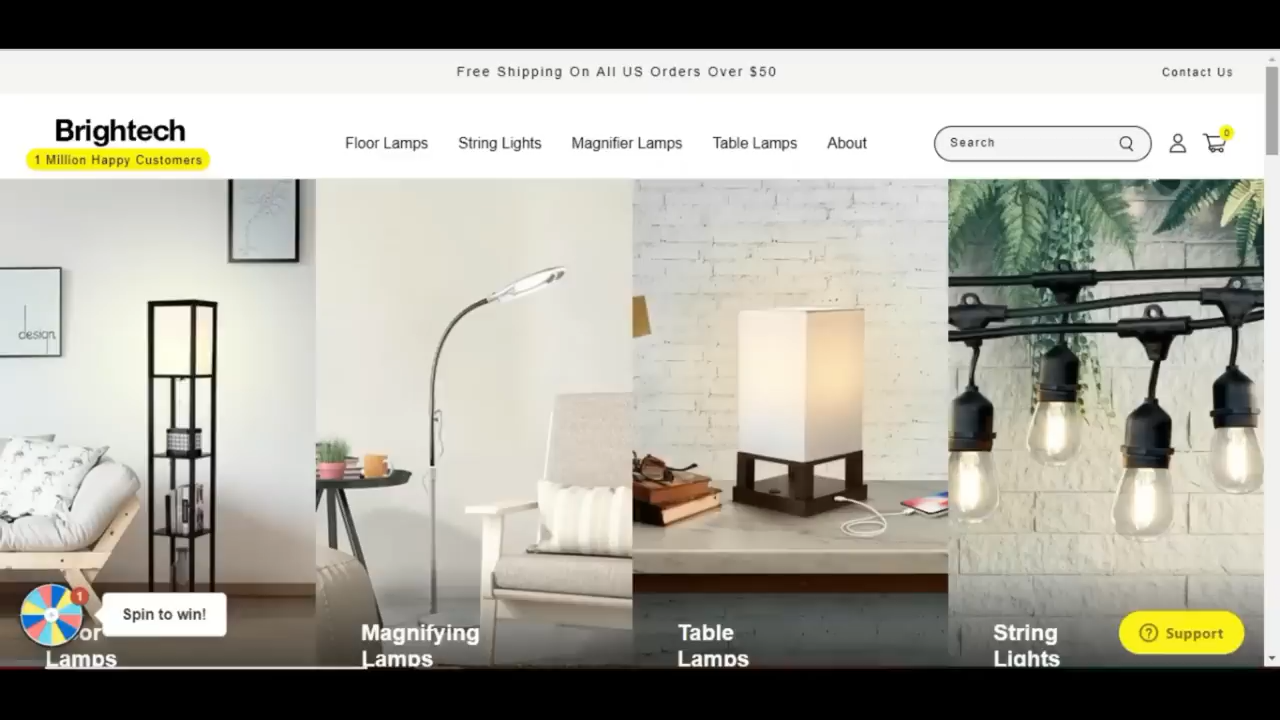 Free Shipping On All US Orders Over $50
Contact Us
Brightech
1 Million Happy Customers
Floor Lamps
String Lights
Magnifier Lamps
Table Lamps
About
Search
0
design
1
Spin to win!
Lamps
Magnifying
Lamps
Table
Lamps
String
Lights
Support